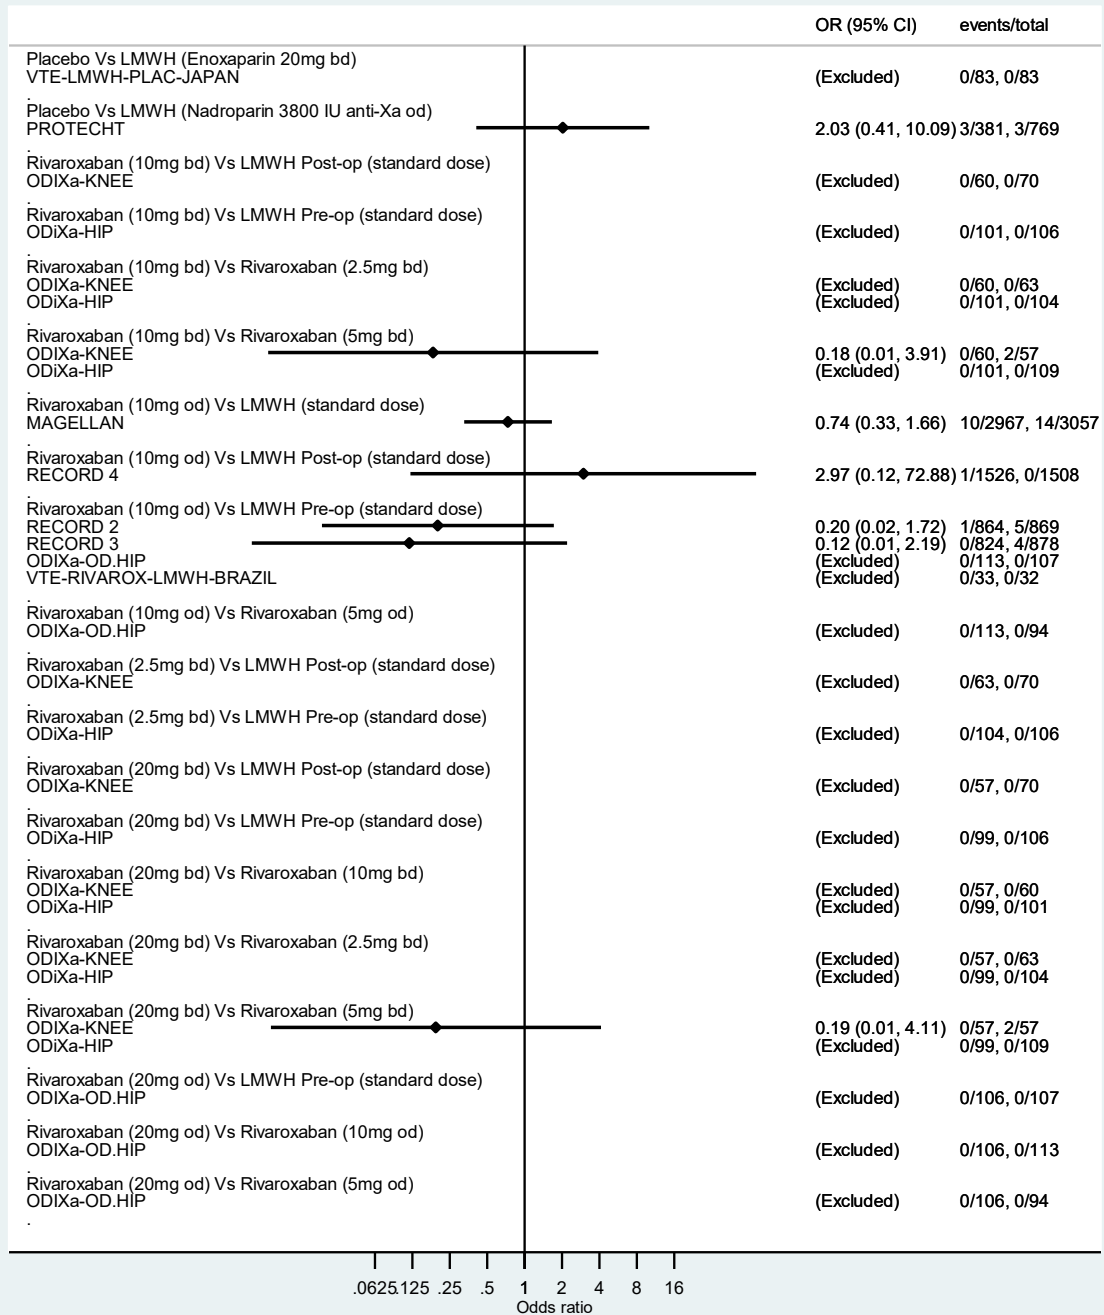 OR (95% CI) events/total
Placebo Vs LMWH (Enoxaparin 20mg bd)
VTE-LMWH-PLAC-JAPAN (Excluded) 0/83, 0/83
.
Placebo Vs LMWH (Nadroparin 3800 IU anti-Xa od)
PROTECHT 2.03 (0.41, 10.09) 3/381, 3/769
.
Rivaroxaban (10mg bd) Vs LMWH Post-op (standard dose)
ODIXa-KNEE (Excluded) 0/60, 0/70
.
Rivaroxaban (10mg bd) Vs LMWH Pre-op (standard dose)
ODiXa-HIP (Excluded) 0/101, 0/106
.
Rivaroxaban (10mg bd) Vs Rivaroxaban (2.5mg bd)
ODIXa-KNEE (Excluded) 0/60, 0/63
ODiXa-HIP (Excluded) 0/101, 0/104
.
Rivaroxaban (10mg bd) Vs Rivaroxaban (5mg bd)
ODIXa-KNEE 0.18 (0.01, 3.91) 0/60, 2/57
ODiXa-HIP (Excluded) 0/101, 0/109
.
Rivaroxaban (10mg od) Vs LMWH (standard dose)
MAGELLAN 0.74 (0.33, 1.66) 10/2967, 14/3057
.
Rivaroxaban (10mg od) Vs LMWH Post-op (standard dose)
RECORD 4 2.97 (0.12, 72.88) 1/1526, 0/1508
.
Rivaroxaban (10mg od) Vs LMWH Pre-op (standard dose)
RECORD 2 0.20 (0.02, 1.72) 1/864, 5/869
RECORD 3 0.12 (0.01, 2.19) 0/824, 4/878
ODIXa-OD.HIP (Excluded) 0/113, 0/107
VTE-RIVAROX-LMWH-BRAZIL (Excluded) 0/33, 0/32
.
Rivaroxaban (10mg od) Vs Rivaroxaban (5mg od)
ODIXa-OD.HIP (Excluded) 0/113, 0/94
.
Rivaroxaban (2.5mg bd) Vs LMWH Post-op (standard dose)
ODIXa-KNEE (Excluded) 0/63, 0/70
.
Rivaroxaban (2.5mg bd) Vs LMWH Pre-op (standard dose)
ODiXa-HIP (Excluded) 0/104, 0/106
.
Rivaroxaban (20mg bd) Vs LMWH Post-op (standard dose)
ODIXa-KNEE (Excluded) 0/57, 0/70
.
Rivaroxaban (20mg bd) Vs LMWH Pre-op (standard dose)
ODiXa-HIP (Excluded) 0/99, 0/106
.
Rivaroxaban (20mg bd) Vs Rivaroxaban (10mg bd)
ODIXa-KNEE (Excluded) 0/57, 0/60
ODiXa-HIP (Excluded) 0/99, 0/101
.
Rivaroxaban (20mg bd) Vs Rivaroxaban (2.5mg bd)
ODIXa-KNEE (Excluded) 0/57, 0/63
ODiXa-HIP (Excluded) 0/99, 0/104
.
Rivaroxaban (20mg bd) Vs Rivaroxaban (5mg bd)
ODIXa-KNEE 0.19 (0.01, 4.11) 0/57, 2/57
ODiXa-HIP (Excluded) 0/99, 0/109
.
Rivaroxaban (20mg od) Vs LMWH Pre-op (standard dose)
ODIXa-OD.HIP (Excluded) 0/106, 0/107
.
Rivaroxaban (20mg od) Vs Rivaroxaban (10mg od)
ODIXa-OD.HIP (Excluded) 0/106, 0/113
.
Rivaroxaban (20mg od) Vs Rivaroxaban (5mg od)
ODIXa-OD.HIP (Excluded) 0/106, 0/94
.
.0625 .125 .25 .5 1 2 4 8 16
Odds ratio